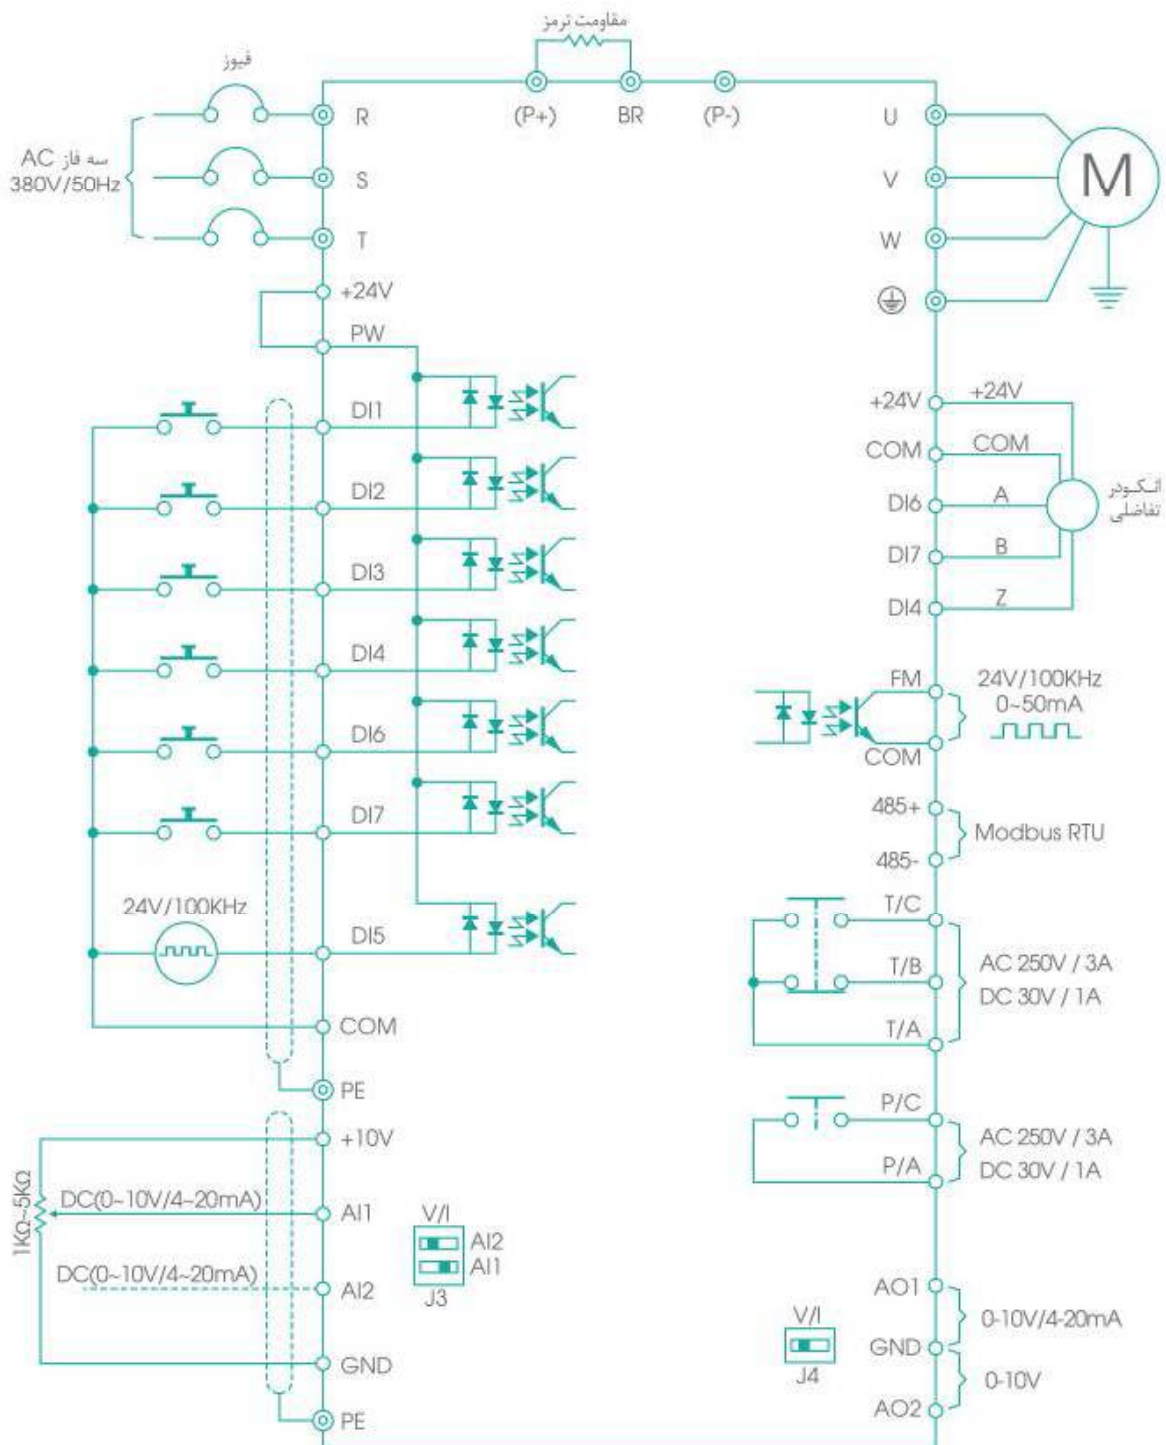 مقاومت ترمز
فیوز
R
(P+)
BR
(P-)
U
سه فاز AC
380V/50Hz
S
V
M
T
W
+24V
PW
+24V
+24V
DI1
COM
COM
DI2
DI6
A
انکودر
تفاضلی
DI3
DI7
B
DI4
DI4
Z
FM
24V/100KHz
0~50mA
DI6
COM
DI7
485+
Modbus RTU
485-
24V/100KHz
T/C
DI5
T/B
AC 250V / 3A
DC 30V / 1A
COM
T/A
PE
P/C
+10V
AC 250V / 3A
P/A
DC 30V / 1A
1KΩ~5KΩ
DC(0~10V/4~20mA)
AI1
V/I
AI2
AI1
J3
DC(0~10V/4~20mA)
AI2
AO1
V/I
0-10V/4-20mA
GND
J4
GND
0-10V
AO2
PE